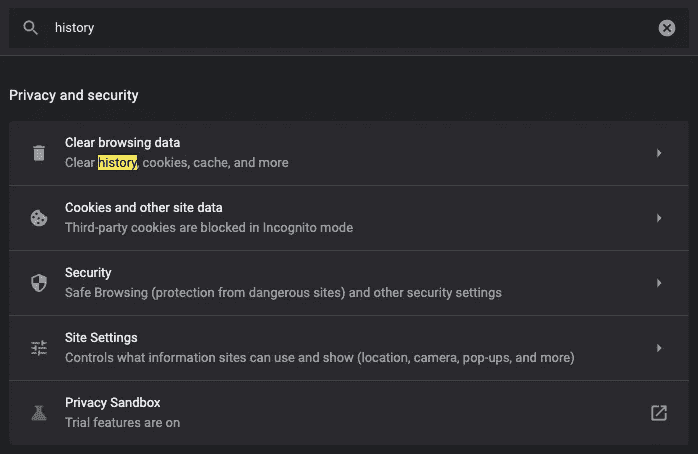 history
Privacy and security
Clear browsing data
Clear history, cookies, cache, and more
Cookies and other site data
Third-party cookies are blocked in Incognito mode
Security
Safe Browsing (protection from dangerous sites) and other security settings
Site Settings
Controls what information sites can use and show (location, camera, pop-ups, and more)
Privacy Sandbox
Trial features are on